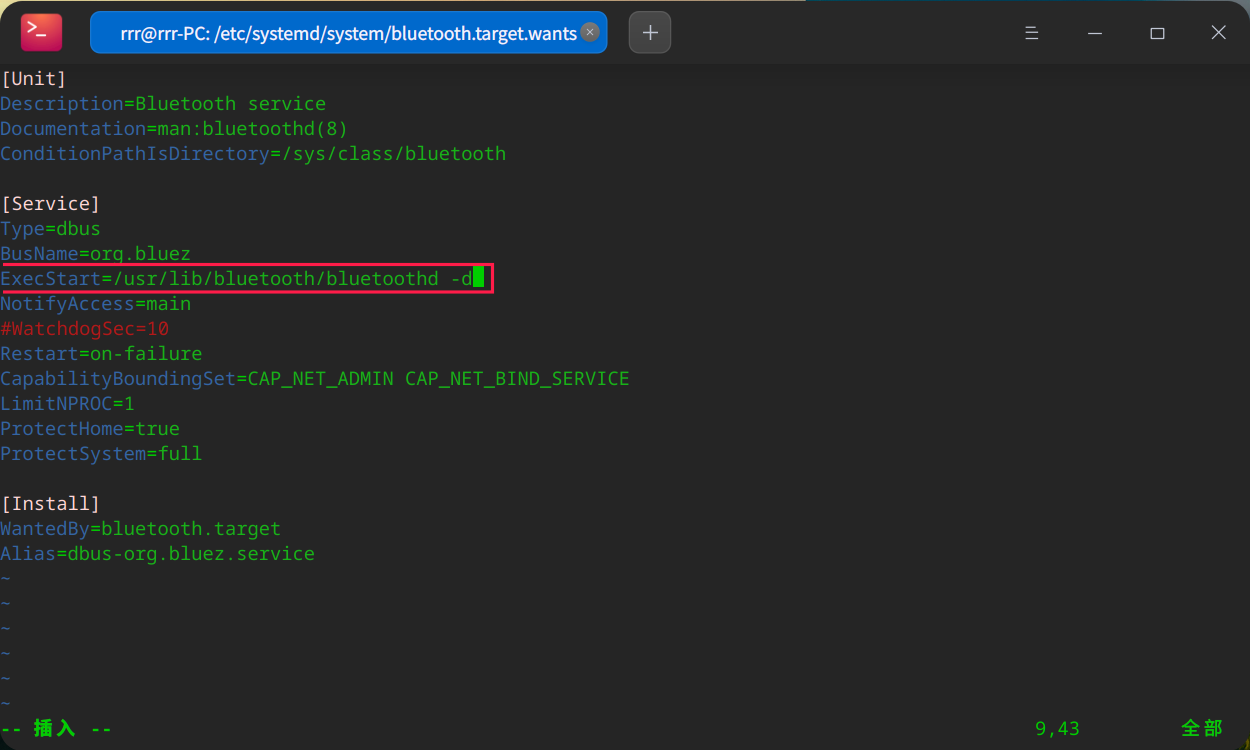 rrr@rrr-PC: /etc/systemd/system/bluetooth.target.wants
[Unit]
Description=Bluetooth service
Documentation=man:bluetoothd(8)
ConditionPathIsDirectory=/sys/class/bluetooth
[Service]
Type=dbus
BusName=org.bluez
ExecStart=/usr/lib/bluetooth/bluetoothd -d
NotifyAccess=main
#WatchdogSec=10
Restart=on-failure
CapabilityBoundingSet=CAP_NET_ADMIN CAP_NET_BIND_SERVICE
LimitNPROC=1
ProtectHome=true
ProtectSystem=full
[Install]
WantedBy=bluetooth.target
Alias=dbus-org.bluez.service
~
~
~
~
~
~
-- 插入 -- 9,43 全部